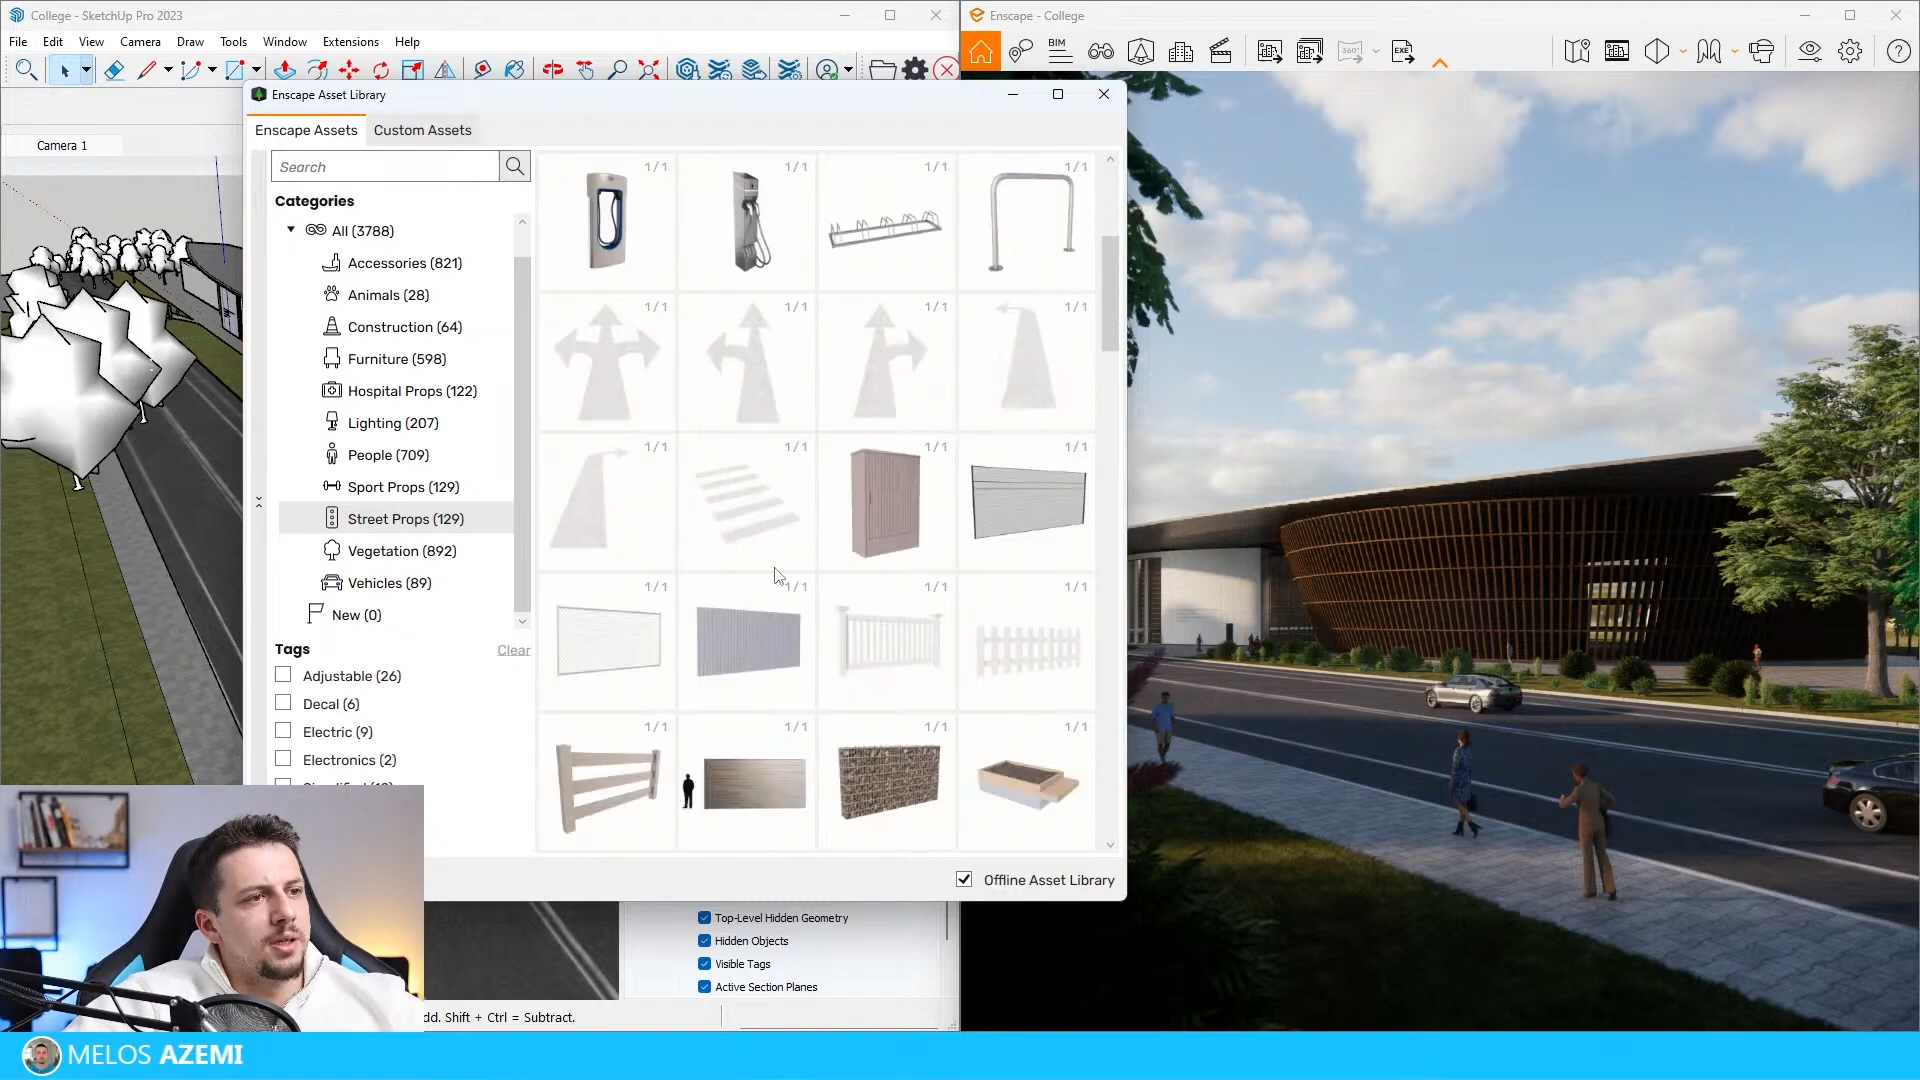 College - SketchUp Pro 2023
File Edit View Camera Draw Tools Window Extensions Help
Camera 1
Enscape Asset Library
Enscape Assets Custom Assets
Search
Categories
All (3788)
Accessories (821)
Animals (28)
Construction (64)
Furniture (598)
Hospital Props (122)
Lighting (207)
People (709)
Sport Props (129)
Street Props (129)
Vegetation (892)
Vehicles (89)
New (0)
Tags Clear
Adjustable (26)
Decal (6)
Electric (9)
Electronics (2)
1 / 1 1 / 1 1 / 1 1 / 1
1 / 1 1 / 1 1 / 1 1 / 1
1 / 1 1 / 1 1 / 1 1 / 1
1 / 1 1 / 1 1 / 1 1 / 1
1 / 1 1 / 1 1 / 1 1 / 1
Offline Asset Library
Top-Level Hidden Geometry
Hidden Objects
Visible Tags
Active Section Planes
dd. Shift + Ctrl = Subtract.
Enscape - College
BIM
360°
EXE
MELOS AZEMI